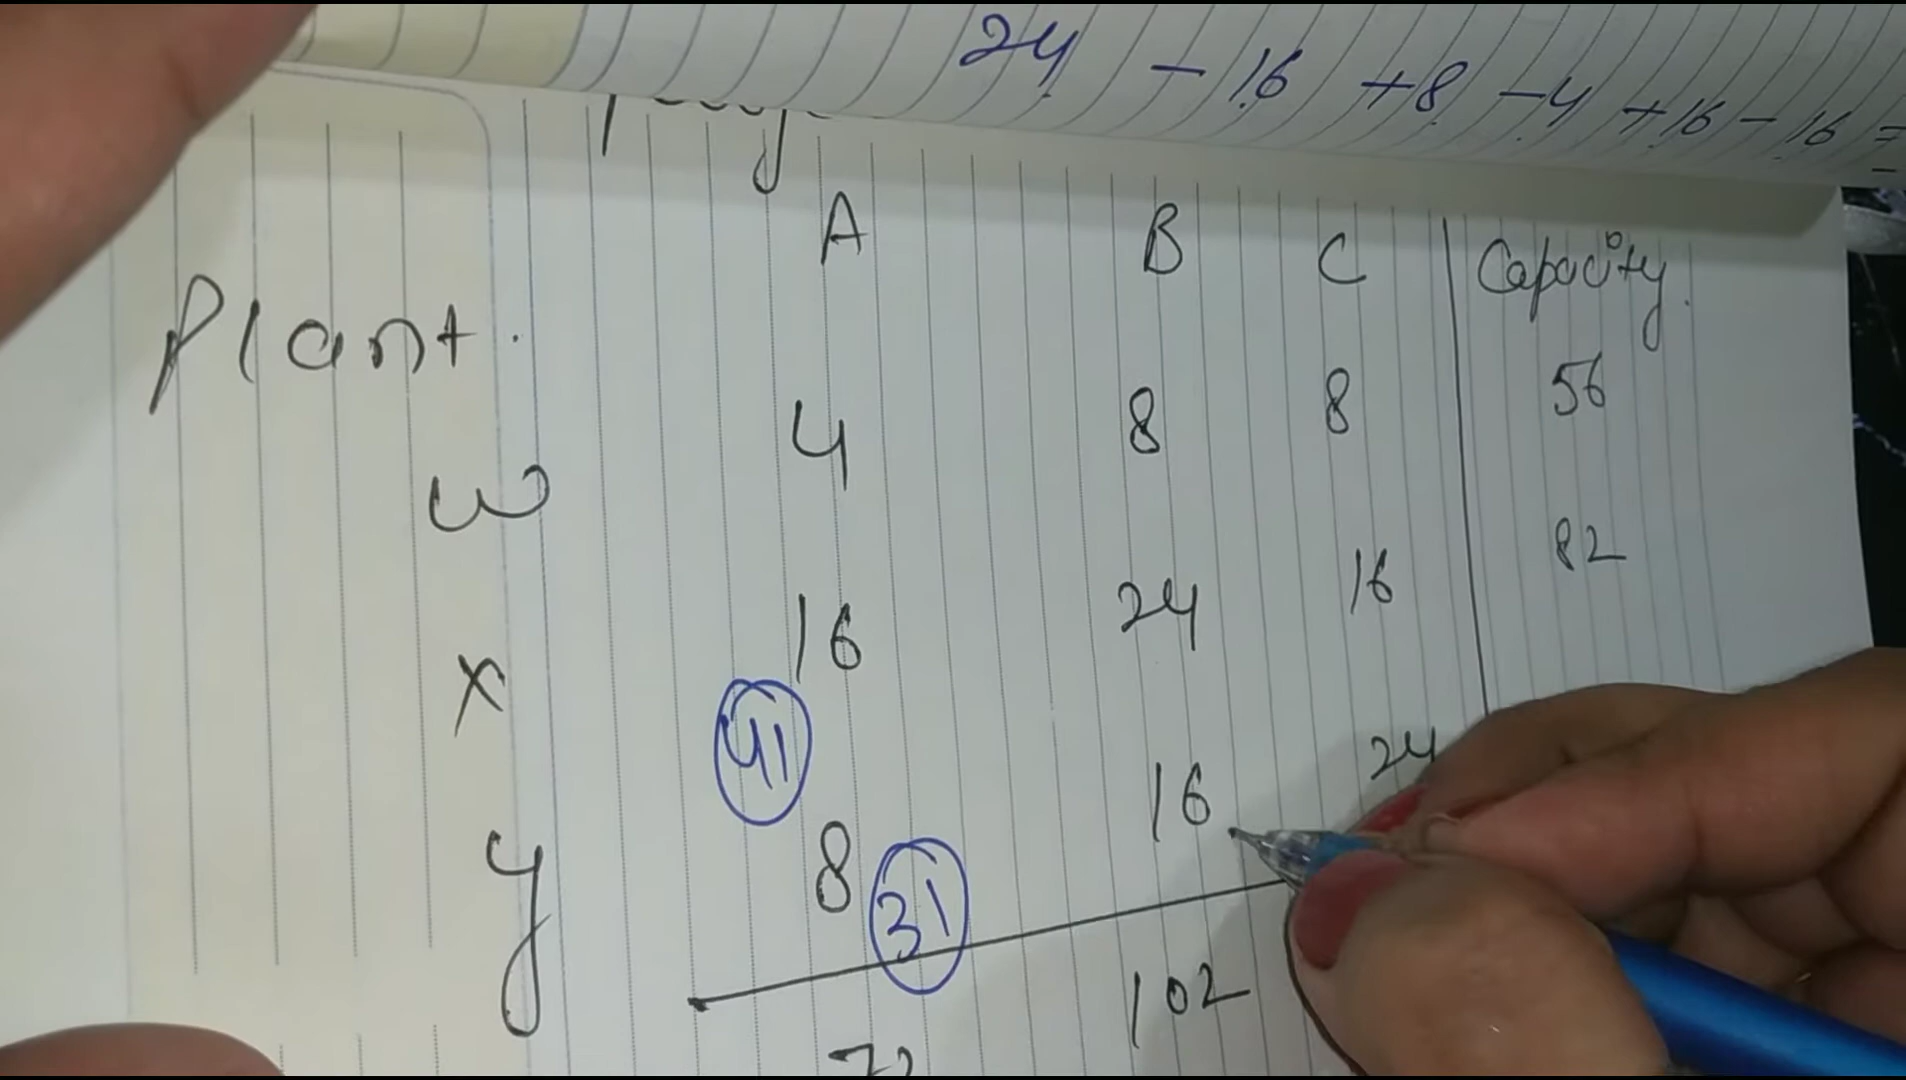 24 - 16 + 8 - 4 + 16 - 16 =
A B C Capacity.
Plant.
w 4 8 8 56
x 16 24 16 82
41
y 8 16 24
31
102